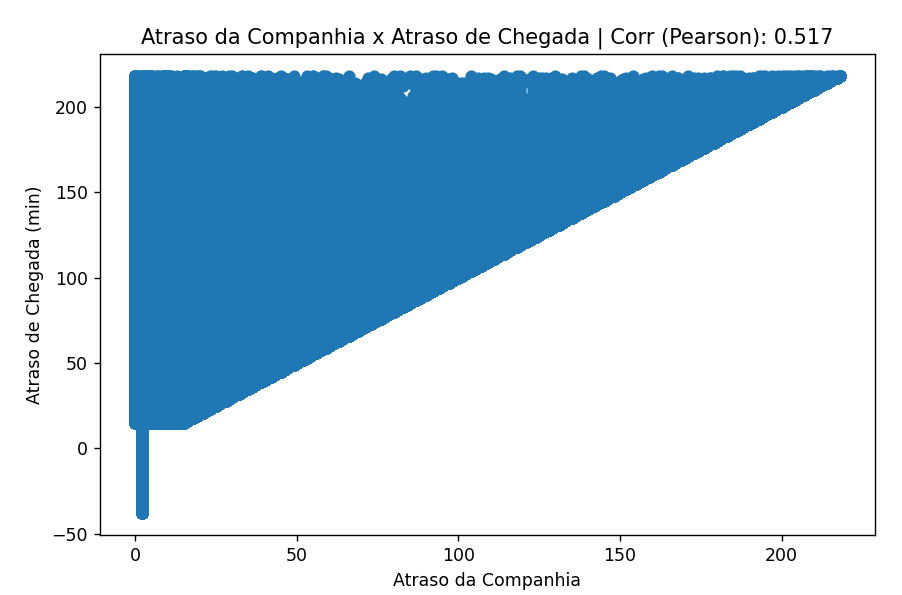 Atraso da Companhia x Atraso de Chegada | Corr (Pearson): 0.517
Atraso de Chegada (min)
200
150
100
50
0
−50
0 50 100 150 200
Atraso da Companhia